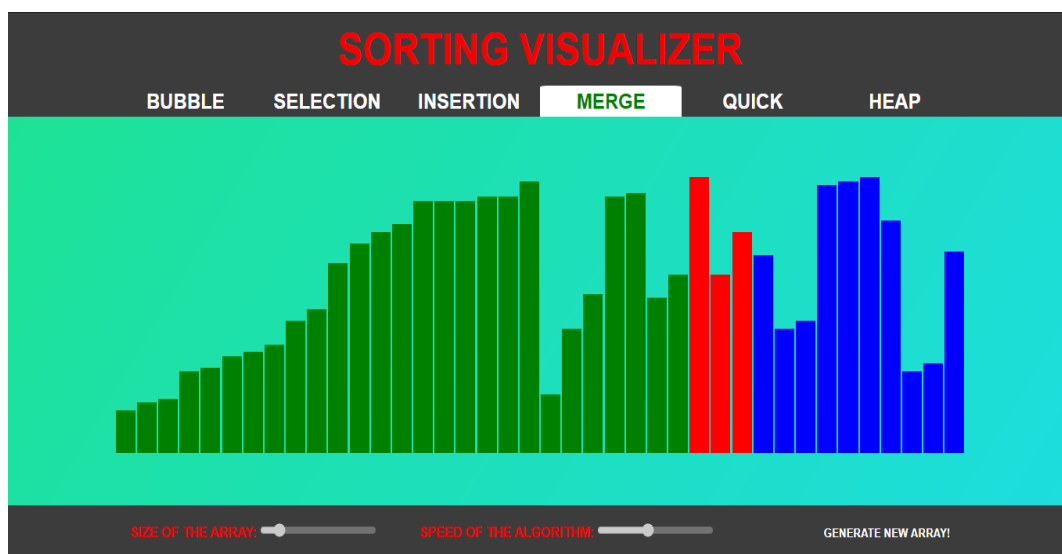 SORTING VISUALIZER
BUBBLE SELECTION INSERTION MERGE QUICK HEAP
SIZE OF THE ARRAY: SPEED OF THE ALGORITHM: GENERATE NEW ARRAY!